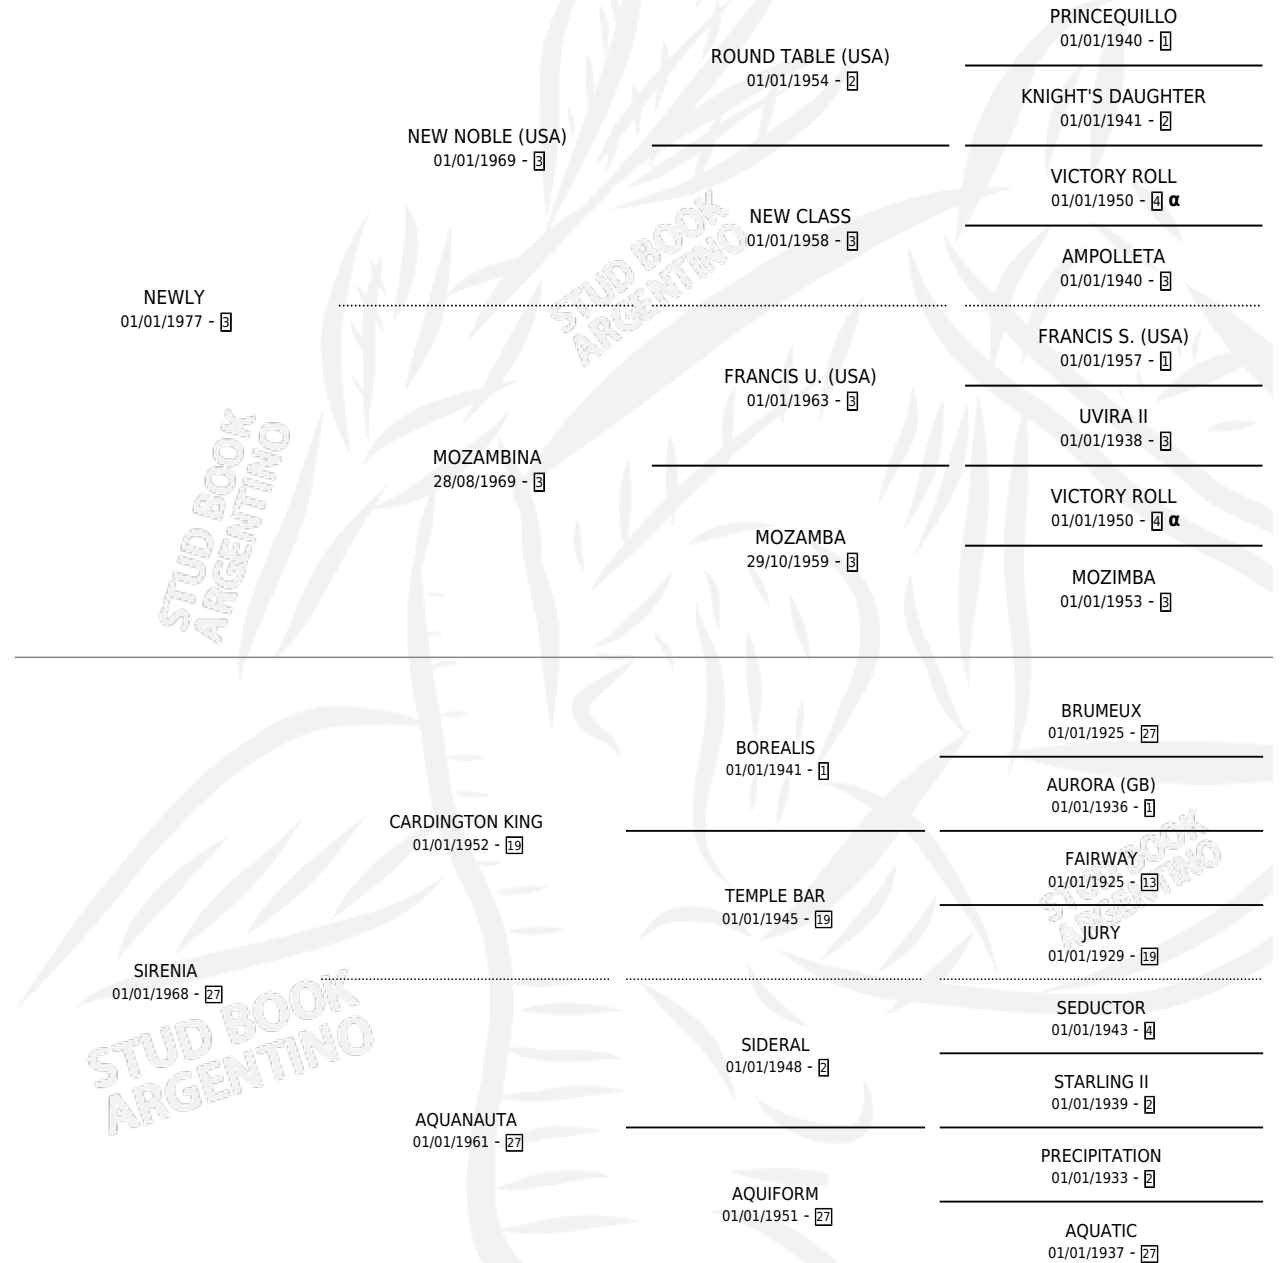 PRINCEQUILLO
01/01/1940 - 1
ROUND TABLE (USA)
01/01/1954 - 2
KNIGHT'S DAUGHTER
01/01/1941 - 2
NEW NOBLE (USA)
01/01/1969 - 3
VICTORY ROLL
01/01/1950 - 4 α
NEW CLASS
01/01/1958 - 3
AMPOLLETA
01/01/1940 - 3
NEWLY
01/01/1977 - 3
FRANCIS S. (USA)
01/01/1957 - 1
FRANCIS U. (USA)
01/01/1963 - 3
UVIRA II
01/01/1938 - 3
MOZAMBINA
28/08/1969 - 3
VICTORY ROLL
01/01/1950 - 4 α
MOZAMBA
29/10/1959 - 3
MOZIMBA
01/01/1953 - 3
BRUMEUX
01/01/1925 - 27
BOREALIS
01/01/1941 - 1
AURORA (GB)
01/01/1936 - 1
CARDINGTON KING
01/01/1952 - 19
FAIRWAY
01/01/1925 - 13
TEMPLE BAR
01/01/1945 - 19
JURY
01/01/1929 - 19
SIRENIA
01/01/1968 - 27
SEDUCTOR
01/01/1943 - 4
SIDERAL
01/01/1948 - 2
STARLING II
01/01/1939 - 2
AQUANAUTA
01/01/1961 - 27
PRECIPITATION
01/01/1933 - 2
AQUIFORM
01/01/1951 - 27
AQUATIC
01/01/1937 - 27
STUD BOOK
ARGENTINO
STUD BOOK
ARGENTINO
STUD BOOK
ARGENTINO
STUD BOOK
ARGENTINO